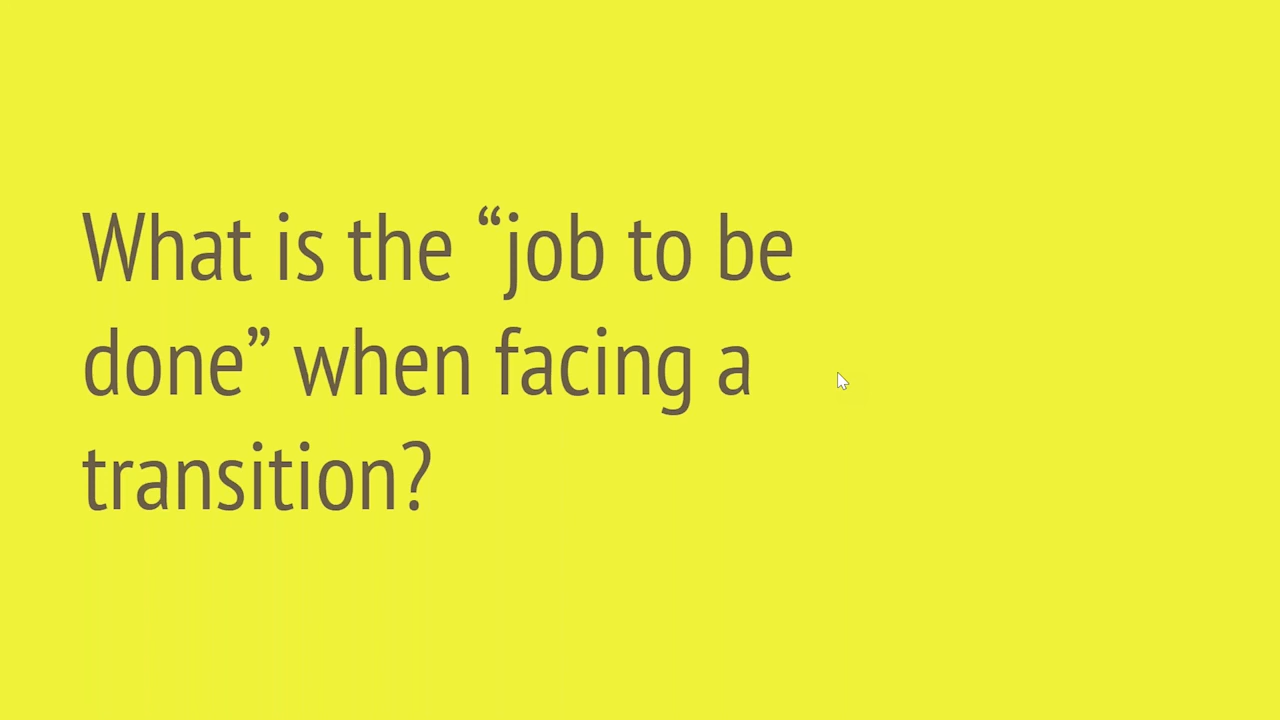 What is the “job to be
done” when facing a
transition?